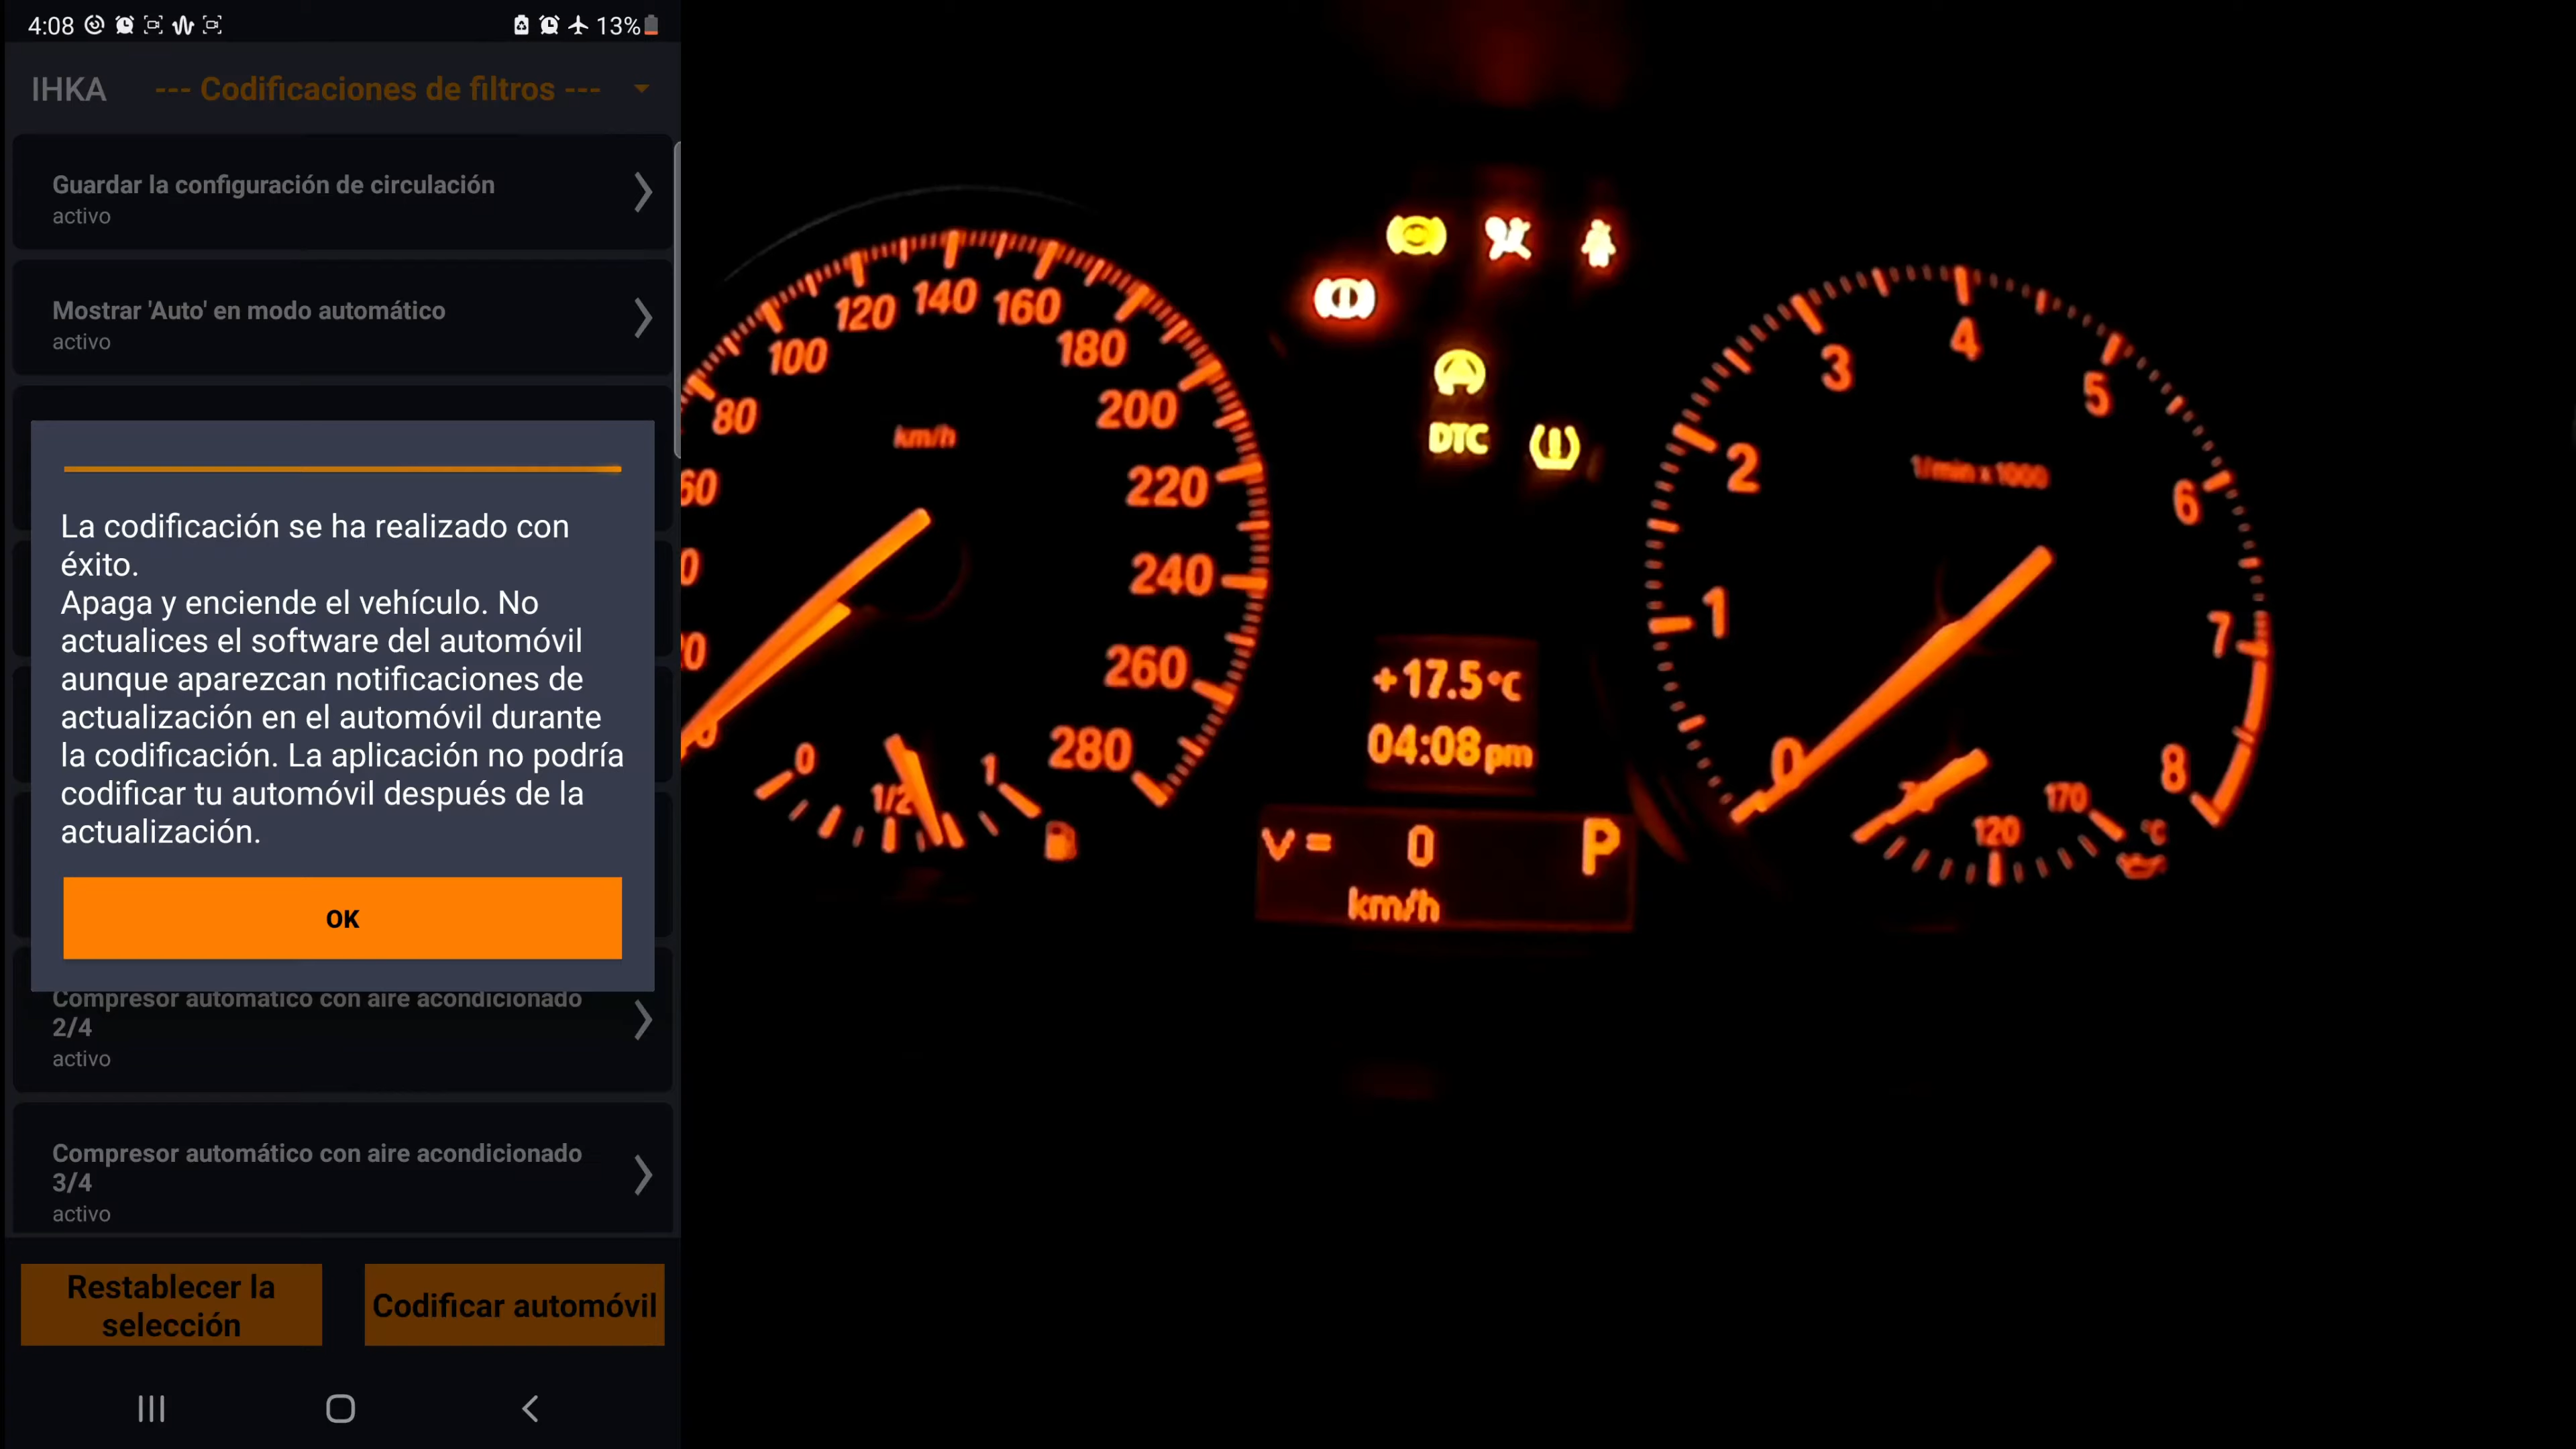 4:08
13%
IHKA
--- Codificaciones de filtros ---
Guardar la configuración de circulación
activo
Mostrar 'Auto' en modo automático
activo
La codificación se ha realizado con
éxito.
Apaga y enciende el vehículo. No
actualices el software del automóvil
aunque aparezcan notificaciones de
actualización en el automóvil durante
la codificación. La aplicación no podría
codificar tu automóvil después de la
actualización.
OK
Compresor automático con aire acondicionado
2/4
activo
Compresor automático con aire acondicionado
3/4
activo
Restablecer la
selección
Codificar automóvil
80
100
120
140
160
180
200
220
240
260
280
km/h
0
1/2
1
DTC
+17.5°C
04:08pm
v = 0 P
km/h
0
1
2
3
4
5
6
7
8
1/min x 1000
120
170
°C